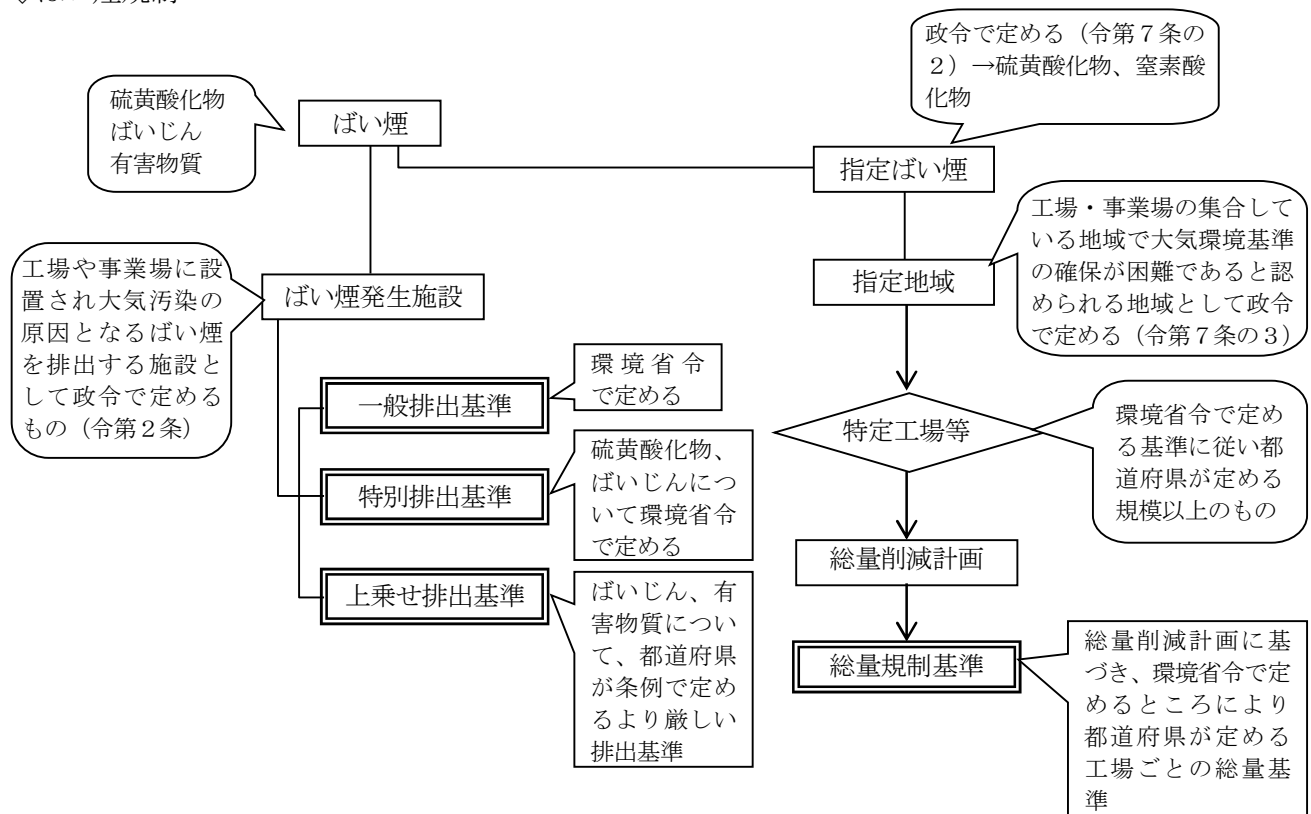 政令で定める（令第７条の
２）→硫黄酸化物、窒素酸
化物
硫黄酸化物
ばいじん
有害物質
ばい煙
指定ばい煙
工場・事業場の集合して
いる地域で大気環境基準
の確保が困難であると認
められる地域として政令
で定める（令第７条の３）
工場や事業場に設
置され大気汚染の
原因となるばい煙
を排出する施設と
して政令で定める
もの（令第２条）
ばい煙発生施設
指定地域
一般排出基準
環境省令
で定める
特定工場等
環境省令で定め
る基準に従い都
道府県が定める
規模以上のもの
特別排出基準
硫黄酸化物、
ばいじんにつ
いて環境省令
で定める
総量削減計画
上乗せ排出基準
ばいじん、有
害物質につい
て、都道府県
が条例で定め
るより厳しい
排出基準
総量規制基準
総量削減計画に基
づき、環境省令で定
めるところにより
都道府県が定める
工場ごとの総量基
準